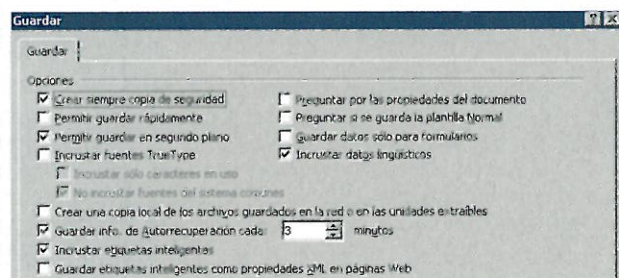 Guardar
Guardar
Opciones
Crear siempre copia de seguridad
Permitir guardar rápidamente
Permitir guardar en segundo plano
Incrustar fuentes TrueType
Incrustar sólo caracteres en uso
No incrustar fuentes del sistema comunes
Preguntar por las propiedades del documento
Preguntar si se guarda la plantilla Normal
Guardar datos sólo para formularios
Incrustar datos lingüísticos
Crear una copia local de los archivos guardados en la red o en las unidades extraíbles
Guardar info. de Autorrecuperación cada: 3 minutos
Incrustar etiquetas inteligentes
Guardar etiquetas inteligentes como propiedades XML en páginas Web